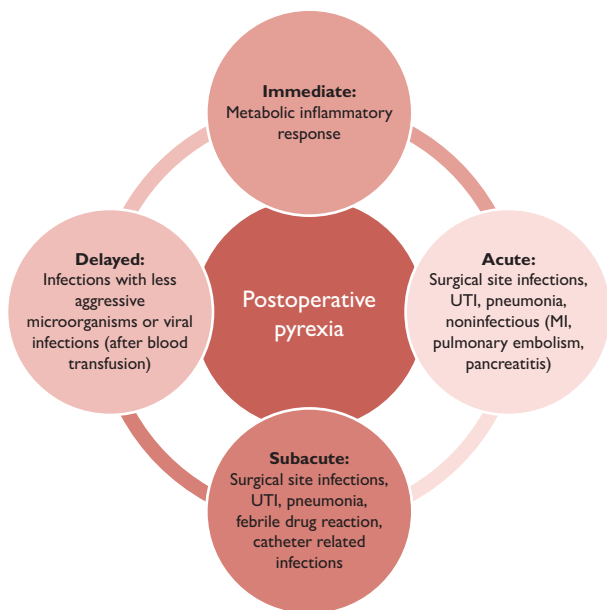 Immediate:
Metabolic inflammatory
response
Delayed:
Infections with less
aggressive
microorganisms or viral
infections (after blood
transfusion)
Postoperative
pyrexia
Acute:
Surgical site infections,
UTI, pneumonia,
noninfectious (MI,
pulmonary embolism,
pancreatitis)
Subacute:
Surgical site infections,
UTI, pneumonia,
febrile drug reaction,
catheter related
infections